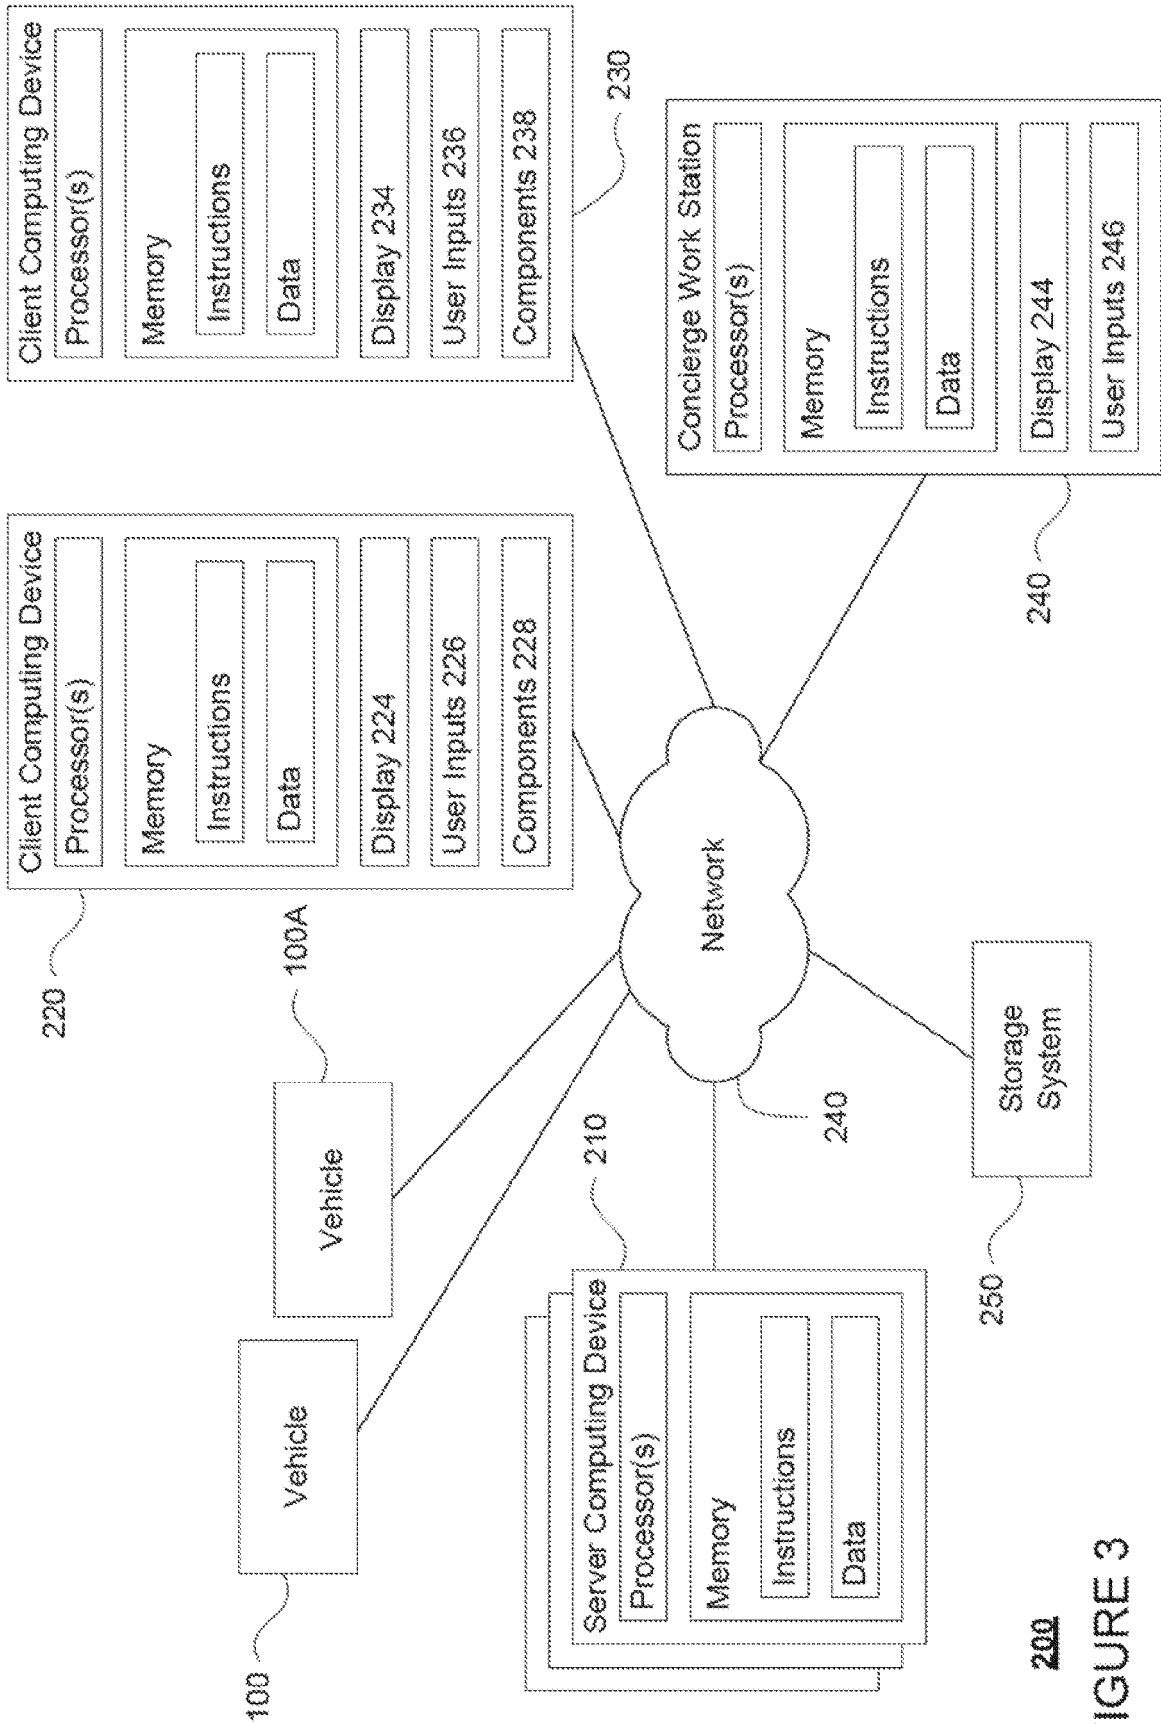 100
Vehicle
Vehicle
100A
220
Client Computing Device
Processor(s)
Memory
Instructions
Data
Display 224
User Inputs 226
Components 228
Client Computing Device
Processor(s)
Memory
Instructions
Data
Display 234
User Inputs 236
Components 238
230
Server Computing Device
Processor(s)
Memory
Instructions
Data
210
Network
240
Concierge Work Station
Processor(s)
Memory
Instructions
Data
Display 244
User Inputs 246
240
Storage
System
250
200
IGURE 3